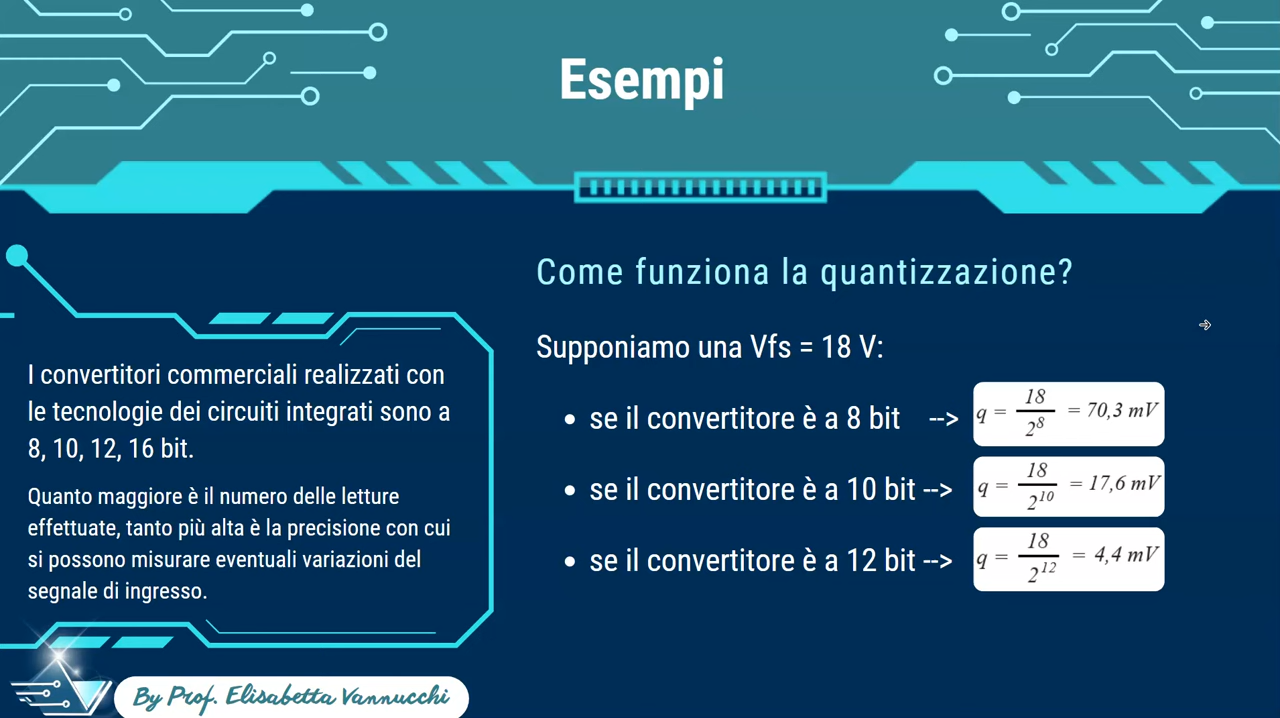 Esempi
I convertitori commerciali realizzati con
le tecnologie dei circuiti integrati sono a
8, 10, 12, 16 bit.
Quanto maggiore è il numero delle letture
effettuate, tanto più alta è la precisione con cui
si possono misurare eventuali variazioni del
segnale di ingresso.
Come funziona la quantizzazione?
Supponiamo una Vfs = 18 V:
• se il convertitore è a 8 bit --> q = 18/2^8 = 70,3 mV
• se il convertitore è a 10 bit --> q = 18/2^10 = 17,6 mV
• se il convertitore è a 12 bit --> q = 18/2^12 = 4,4 mV
By Prof. Elisabetta Vannucchi